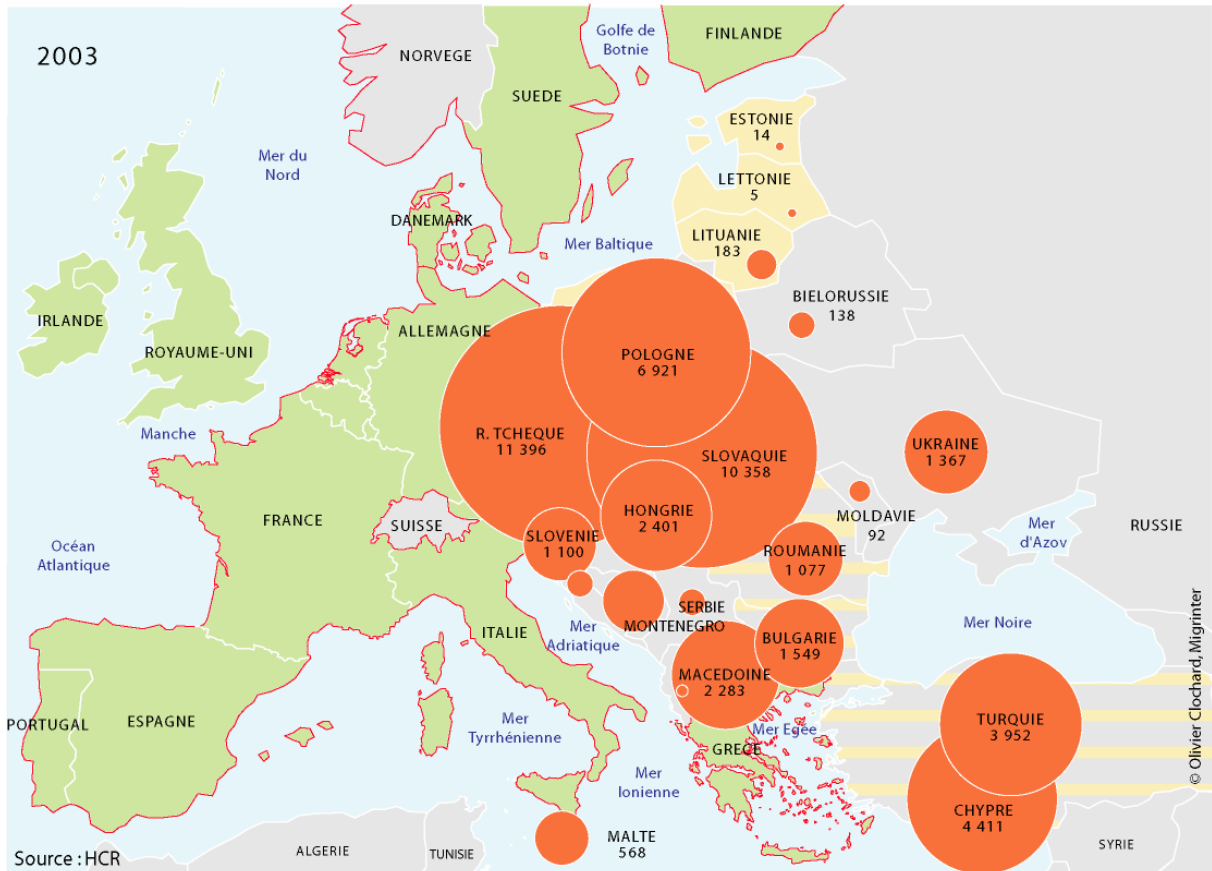 2003
NORVEGE
SUEDE
Golfe de
Botnie
FINLANDE
Mer du
Nord
ESTONIE
14
LETTONIE
5
LITUANIE
183
DANEMARK
Mer Baltique
BIELORUSSIE
138
IRLANDE
ROYAUME-UNI
ALLEMAGNE
POLOGNE
6 921
Manche
R. TCHEQUE
11 396
SLOVAQUIE
10 358
UKRAINE
1 367
FRANCE
SUISSE
HONGRIE
2 401
SLOVENIE
1 100
MOLDAVIE
92
Mer
d'Azov
RUSSIE
Océan
Atlantique
ROUMANIE
1 077
SERBIE
MONTENEGRO
ITALIE
Mer
Adriatique
BULGARIE
1 549
Mer Noire
MACEDOINE
2 283
PORTUGAL
ESPAGNE
Mer
Tyrrhénienne
Mer Egée
GRECE
TURQUIE
3 952
Mer
Ionienne
CHYPRE
4 411
MALTE
568
ALGERIE
TUNISIE
SYRIE
Source : HCR
© Olivier Clochard, Migrinter